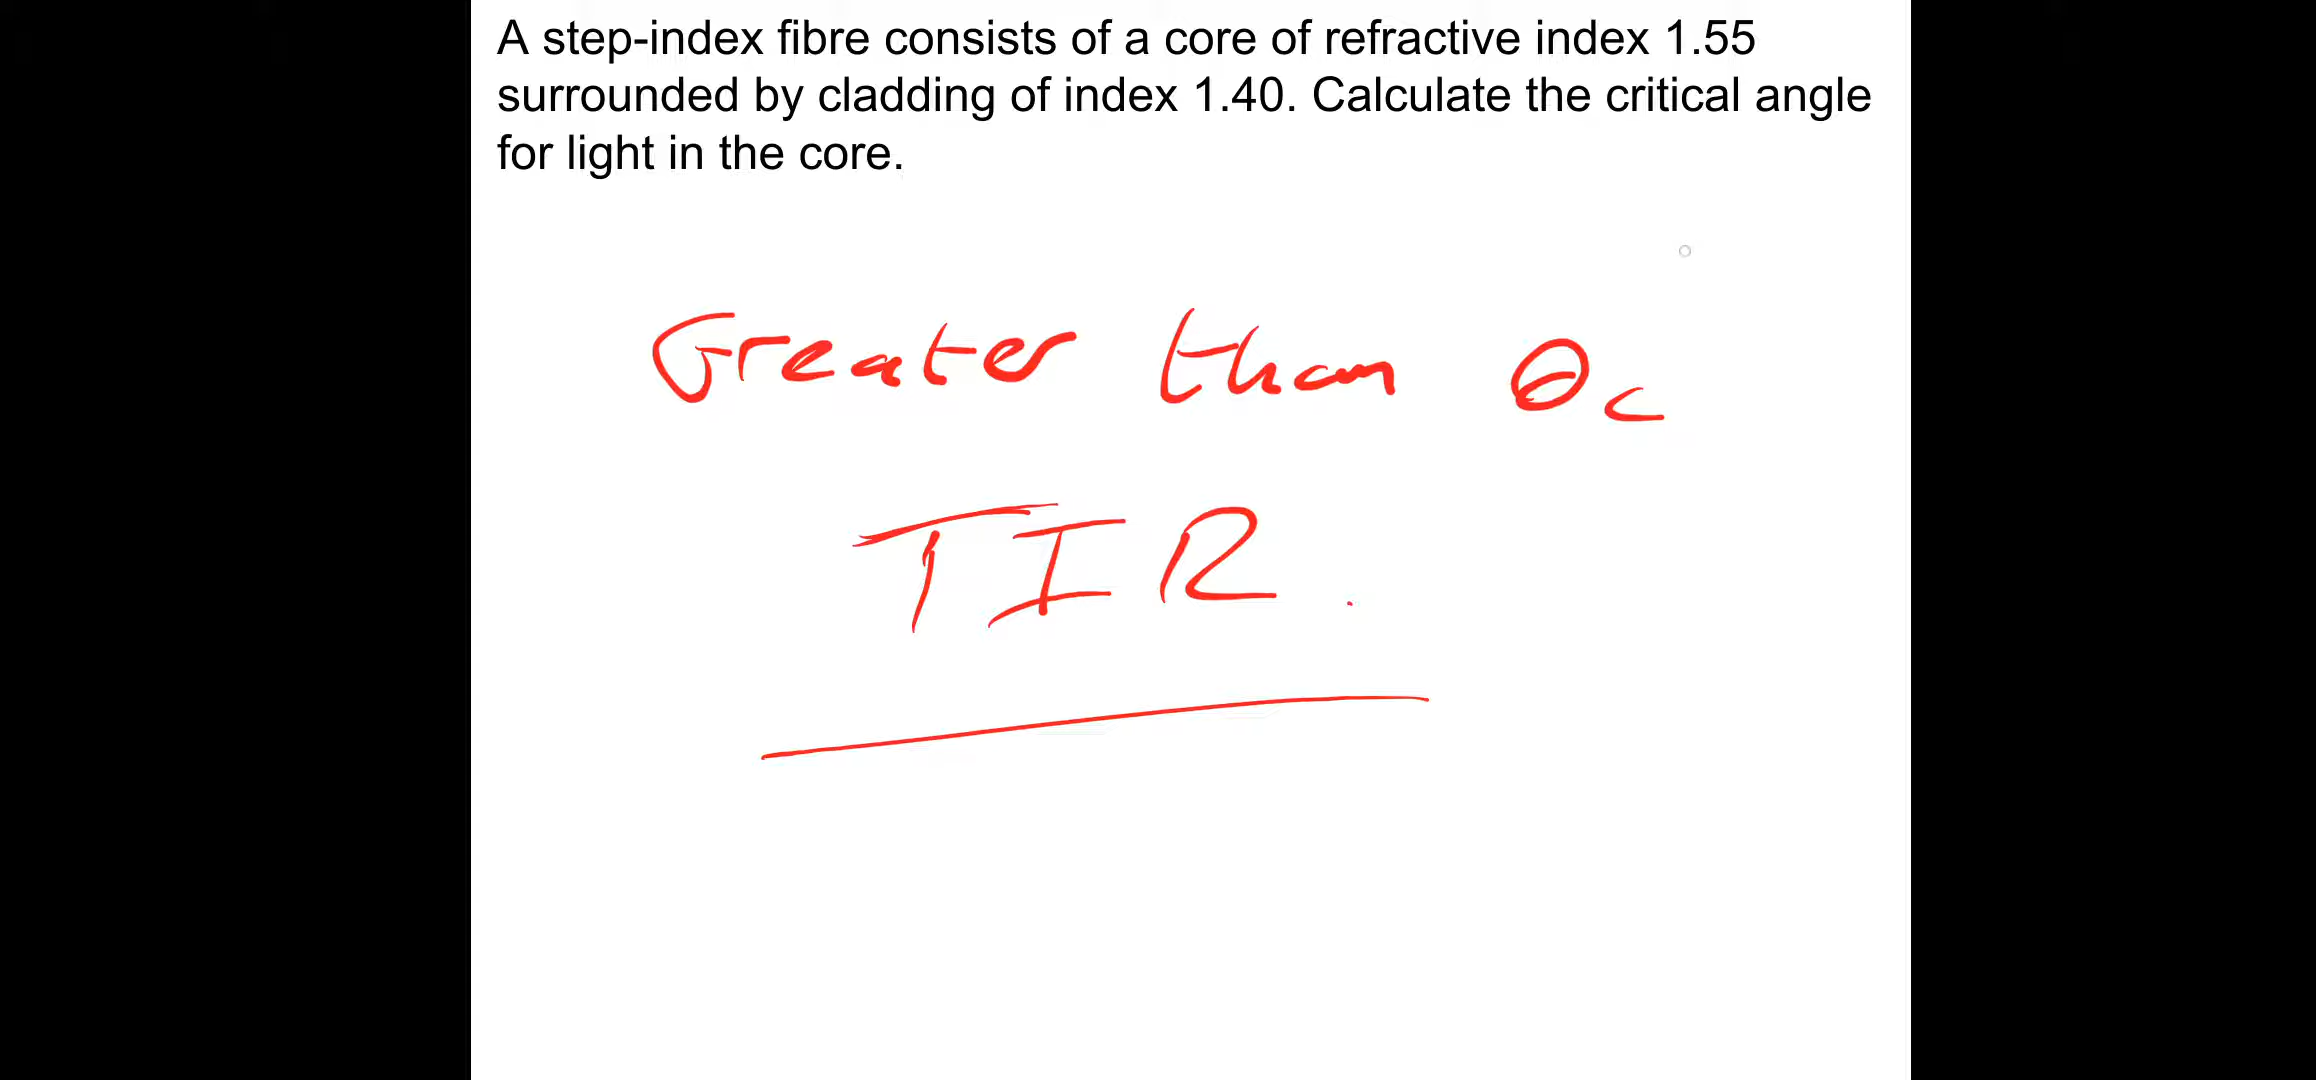 A step-index fibre consists of a core of refractive index 1.55
surrounded by cladding of index 1.40. Calculate the critical angle
for light in the core.
Greater than θc
TIR.